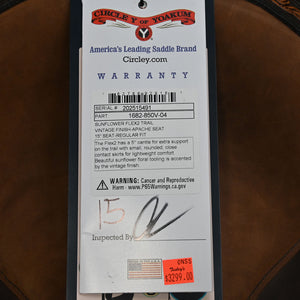 CIRCLE Y OF YOAKUM
Y
America's Leading Saddle Brand
Circley.com
WARRANTY
SERIAL# 202515491
1682-850V-04
SUNFLOWER FLEX2 TRAIL
VINTAGE FINISH APACHE SEAT
15" SEAT-REGULAR FIT
The Flex2 has a 5" cantle for extra support
on the trail with small, rounded, close
contact skirts for lightweight comfort
Beautiful sunflower floral tooling is accented
by the vintage finish.
WARNING: Cancer and
Reproductive Harm
www.P65Warnings.ca.gov
15
Inspected By
$3299.00